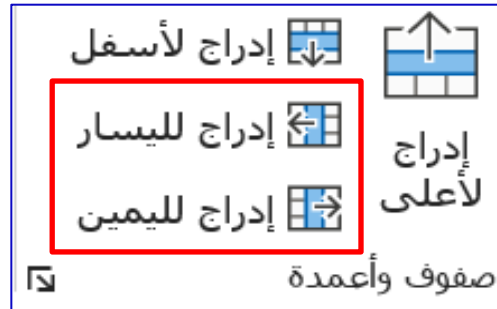 إدراج
لأعلى
إدراج لأسفل
إدراج لليسار
إدراج لليمين
صفوف وأعمدة